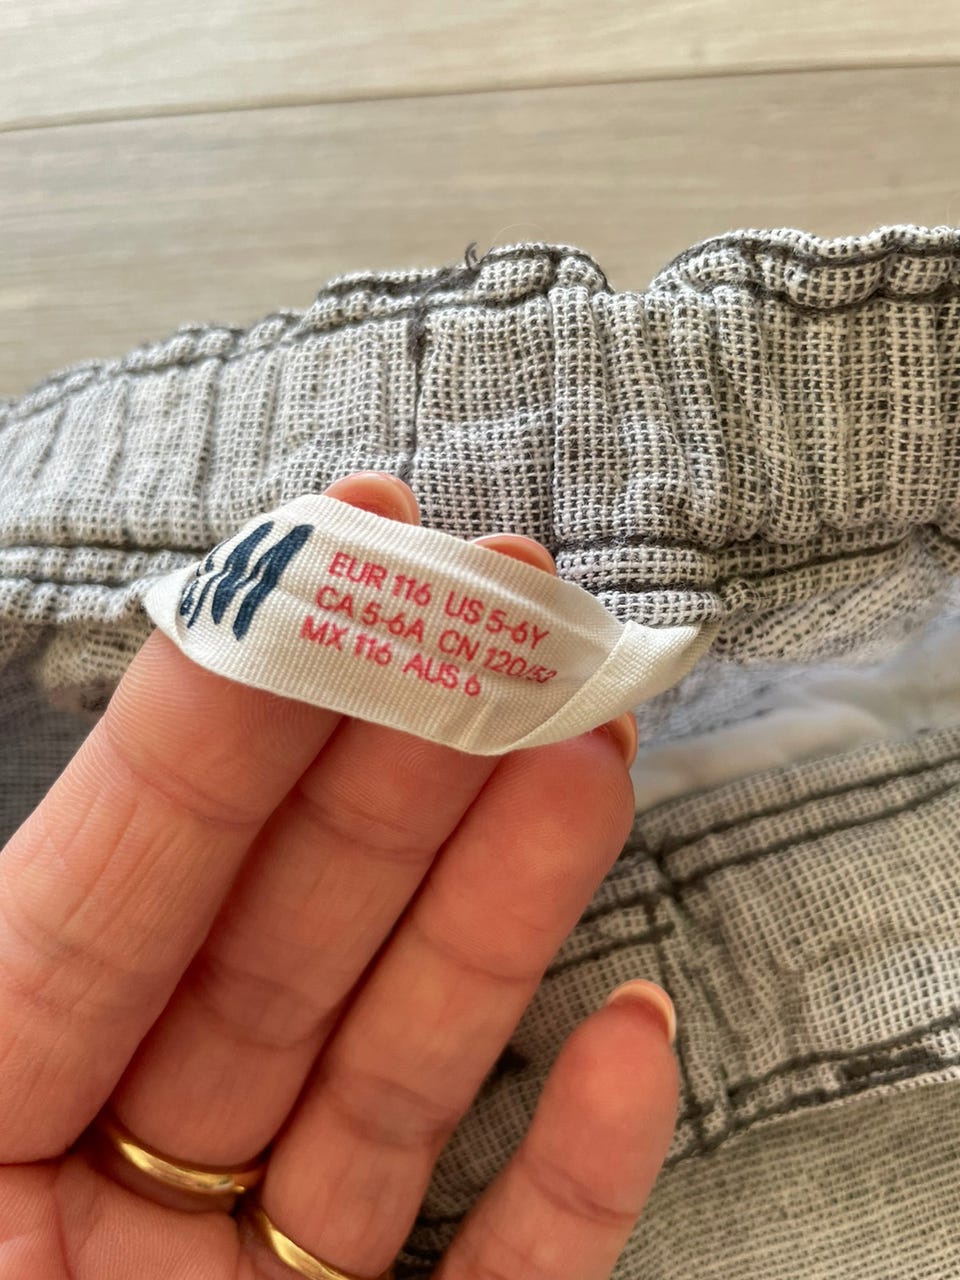 &M
EUR 116 US 5-6Y
CA 5-6A CN 120/52
MX 116 AUS 6